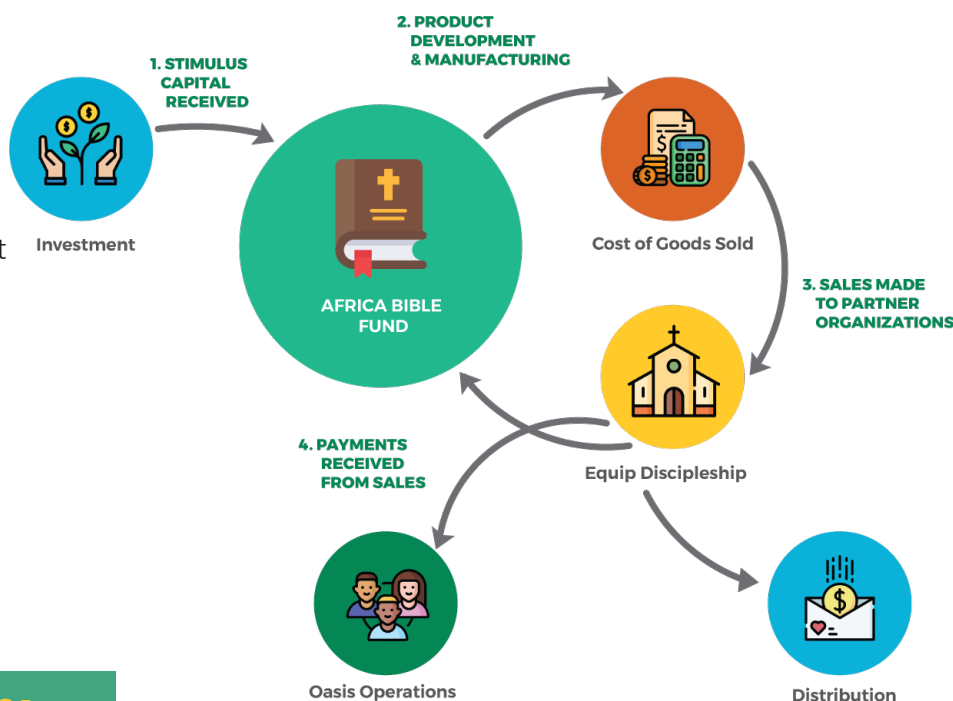 1. STIMULUS
CAPITAL
RECEIVED
2. PRODUCT
DEVELOPMENT
& MANUFACTURING
Investment
AFRICA BIBLE
FUND
Cost of Goods Sold
3. SALES MADE
TO PARTNER
ORGANIZATIONS
4. PAYMENTS
RECEIVED
FROM SALES
Equip Discipleship
Oasis Operations
Distribution